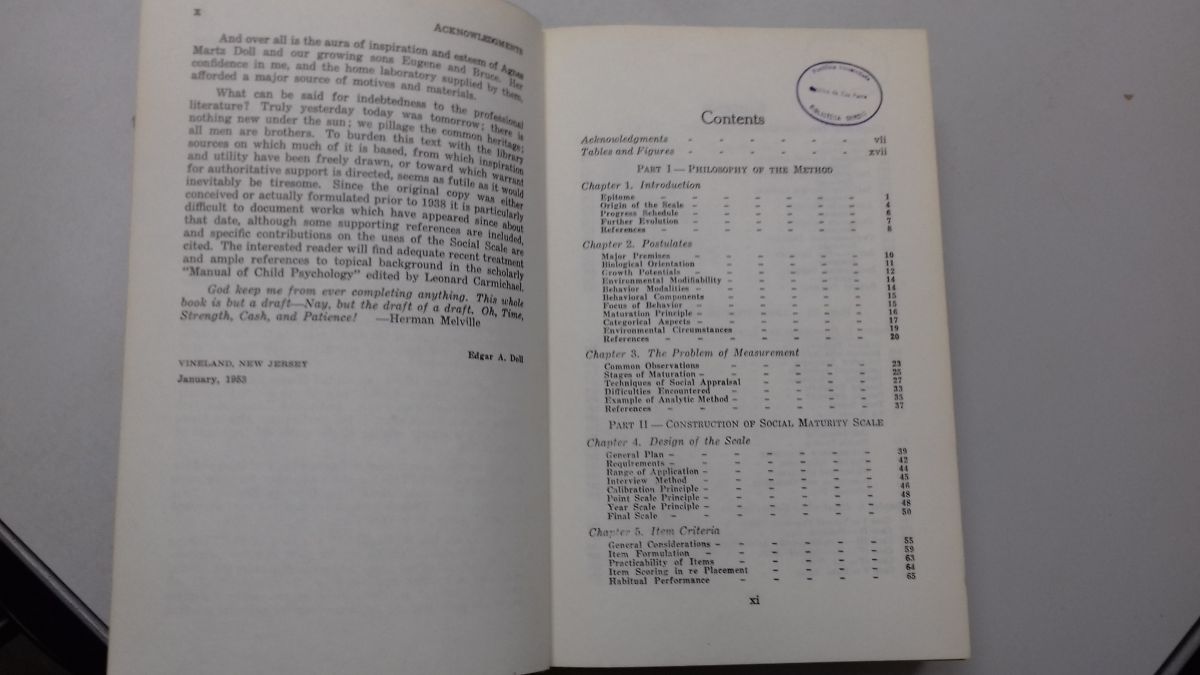 x
ACKNOWLEDGMENTS
And over all is the aura of inspiration and esteem of Agnes
Martz Doll and our growing sons Eugene and Bruce. Her
confidence in me, and the home laboratory supplied by them,
afforded a major source of motives and materials.
What can be said for indebtedness to the professional
literature? Truly yesterday today was tomorrow; there is
nothing new under the sun; we pillage the common heritage;
all men are brothers. To burden this text with the library
sources on which much of it is based, from which inspiration
and utility have been freely drawn, or toward which warrant
for authoritative support is directed, seems as futile as it would
inevitably be tiresome. Since the original copy was either
conceived or actually formulated prior to 1938 it is particularly
difficult to document works which have appeared since about
that date, although some supporting references are included,
and specific contributions on the uses of the Social Scale are
cited. The interested reader will find adequate recent treatment
and ample references to topical background in the scholarly
"Manual of Child Psychology" edited by Leonard Carmichael.
God keep me from ever completing anything. This whole
book is but a draft—Nay, but the draft of a draft. Oh, Time,
Strength, Cash, and Patience! —Herman Melville
Edgar A. Doll
VINELAND, NEW JERSEY
January, 1953
Contents
Acknowledgments - - - - - - vii
Tables and Figures - - - - - - xvii
PART I — PHILOSOPHY OF THE METHOD
Chapter 1. Introduction
Epitome - - - - - - - 1
Origin of the Scale - - - - - - 4
Progress Schedule - - - - - - 6
Further Evolution - - - - - - 7
References - - - - - - - 8
Chapter 2. Postulates
Major Premises - - - - - - 10
Biological Orientation - - - - - 11
Growth Potentials - - - - - - 12
Environmental Modifiability - - - - - 14
Behavior Modalities - - - - - - 14
Behavioral Components - - - - - 15
Focus of Behavior - - - - - - 15
Maturation Principle - - - - - - 16
Categorical Aspects - - - - - - 17
Environmental Circumstances - - - - 19
References - - - - - - - 20
Chapter 3. The Problem of Measurement
Common Observations - - - - - 23
Stages of Maturation - - - - - - 25
Techniques of Social Appraisal - - - - 27
Difficulties Encountered - - - - - 33
Example of Analytic Method - - - - - 35
References - - - - - - - 37
PART II — CONSTRUCTION OF SOCIAL MATURITY SCALE
Chapter 4. Design of the Scale
General Plan - - - - - - - 39
Requirements - - - - - - - 42
Range of Application - - - - - - 44
Interview Method - - - - - - 45
Calibration Principle - - - - - - 46
Point Scale Principle - - - - - - 48
Year Scale Principle - - - - - - 48
Final Scale - - - - - - - 50
Chapter 5. Item Criteria
General Considerations - - - - - - 55
Item Formulation - - - - - - 59
Practicability of Items - - - - - 63
Item Scoring in re Placement - - - - 64
Habitual Performance - - - - - 65
xi